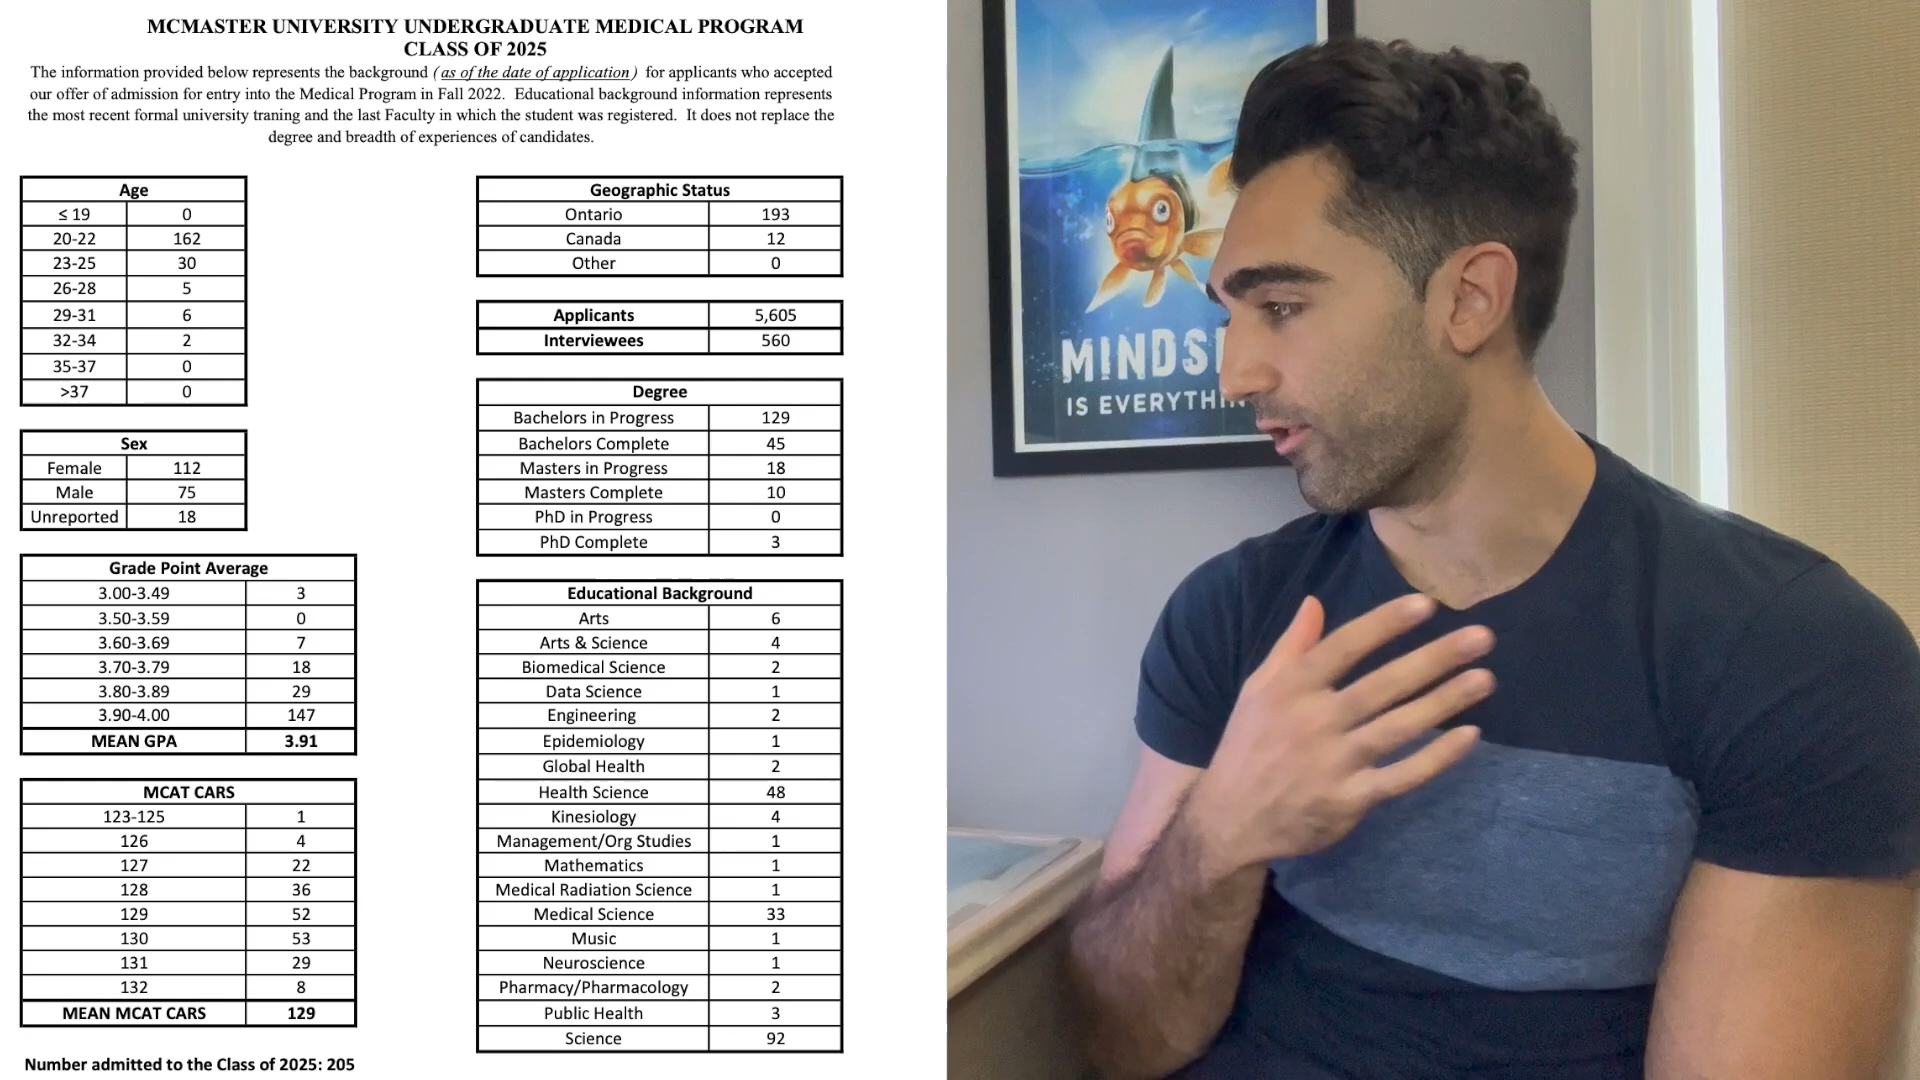 MCMASTER UNIVERSITY UNDERGRADUATE MEDICAL PROGRAM
CLASS OF 2025
The information provided below represents the background (as of the date of application) for applicants who accepted
our offer of admission for entry into the Medical Program in Fall 2022. Educational background information represents
the most recent formal university traning and the last Faculty in which the student was registered. It does not replace the
degree and breadth of experiences of candidates.
Age
≤ 19 0
20-22 162
23-25 30
26-28 5
29-31 6
32-34 2
35-37 0
>37 0
Sex
Female 112
Male 75
Unreported 18
Grade Point Average
3.00-3.49 3
3.50-3.59 0
3.60-3.69 7
3.70-3.79 18
3.80-3.89 29
3.90-4.00 147
MEAN GPA 3.91
MCAT CARS
123-125 1
126 4
127 22
128 36
129 52
130 53
131 29
132 8
MEAN MCAT CARS 129
Number admitted to the Class of 2025: 205
Geographic Status
Ontario 193
Canada 12
Other 0
Applicants 5,605
Interviewees 560
Degree
Bachelors in Progress 129
Bachelors Complete 45
Masters in Progress 18
Masters Complete 10
PhD in Progress 0
PhD Complete 3
Educational Background
Arts 6
Arts & Science 4
Biomedical Science 2
Data Science 1
Engineering 2
Epidemiology 1
Global Health 2
Health Science 48
Kinesiology 4
Management/Org Studies 1
Mathematics 1
Medical Radiation Science 1
Medical Science 33
Music 1
Neuroscience 1
Pharmacy/Pharmacology 2
Public Health 3
Science 92
MINDS
IS EVERYTHIN